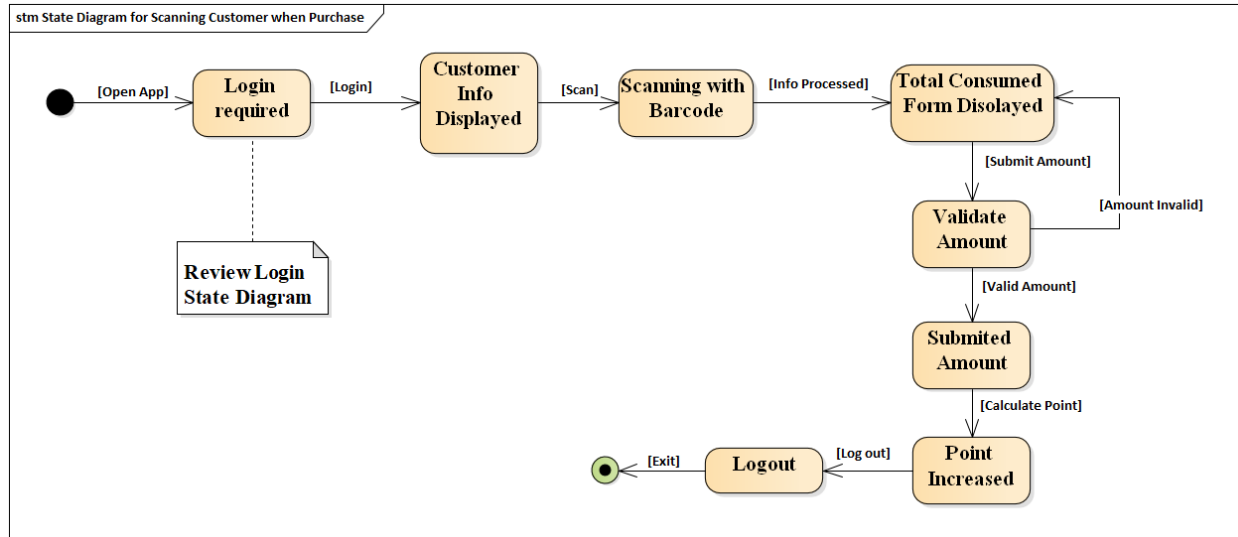 stm State Diagram for Scanning Customer when Purchase
[Open App]
Login
required
[Login]
Customer
Info
Displayed
[Scan]
Scanning with
Barcode
[Info Processed]
Total Consumed
Form Disolayed
[Submit Amount]
[Amount Invalid]
Validate
Amount
Review Login
State Diagram
[Valid Amount]
Submited
Amount
[Calculate Point]
Point
Increased
[Log out]
Logout
[Exit]